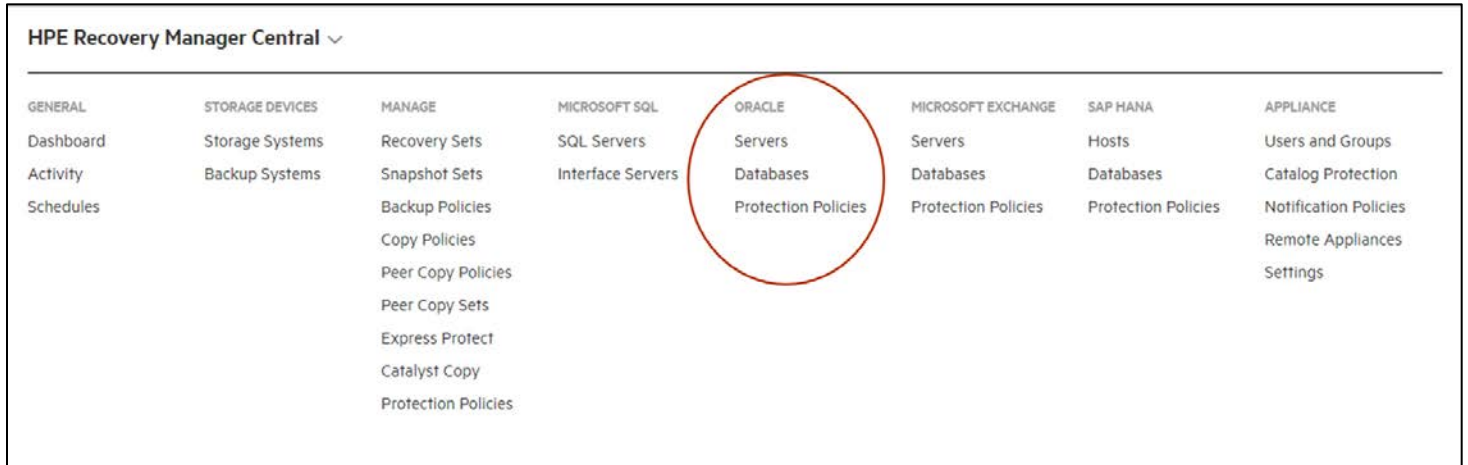 HPE Recovery Manager Central
GENERAL
Dashboard
Activity
Schedules
STORAGE DEVICES
Storage Systems
Backup Systems
MANAGE
Recovery Sets
Snapshot Sets
Backup Policies
Copy Policies
Peer Copy Policies
Peer Copy Sets
Express Protect
Catalyst Copy
Protection Policies
MICROSOFT SQL
SQL Servers
Interface Servers
ORACLE
Servers
Databases
Protection Policies
MICROSOFT EXCHANGE
Servers
Databases
Protection Policies
SAP HANA
Hosts
Databases
Protection Policies
APPLIANCE
Users and Groups
Catalog Protection
Notification Policies
Remote Appliances
Settings